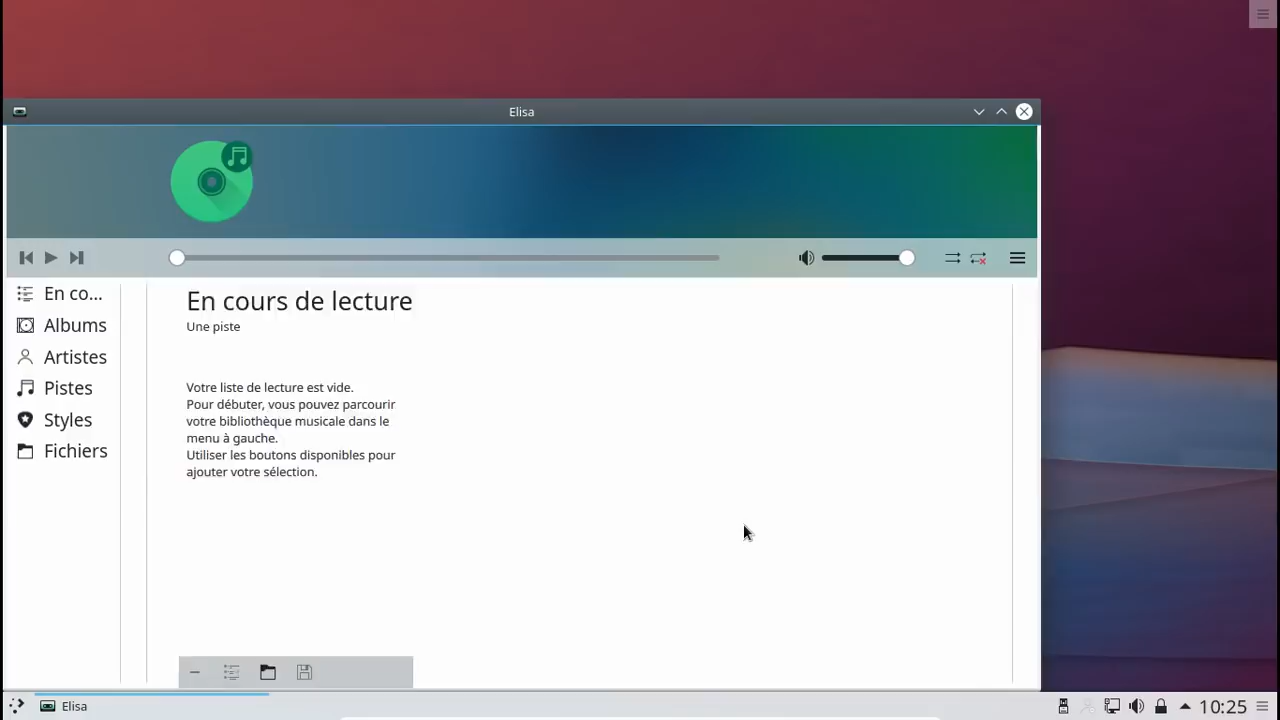 Elisa
En co...
Albums
Artistes
Pistes
Styles
Fichiers
En cours de lecture
Une piste
Votre liste de lecture est vide.
Pour débuter, vous pouvez parcourir
votre bibliothèque musicale dans le
menu à gauche.
Utiliser les boutons disponibles pour
ajouter votre sélection.
Elisa
10:25